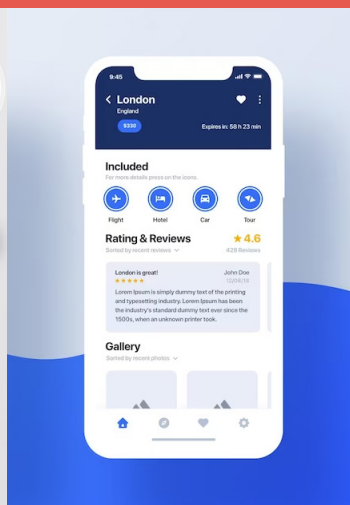 9:45
London
England
$330
Expires in: 58 h 23 min
Included
For more details press on the icons.
Flight Hotel Car Tour
Rating & Reviews 4.6
Sorted by recent reviews 428 Reviews
London is great! John Doe
Lorem Ipsum is simply dummy text of the printing
and typesetting industry. Lorem Ipsum has been
the industry's standard dummy text ever since the
1500s, when an unknown printer took.
Gallery
Sorted by recent photos